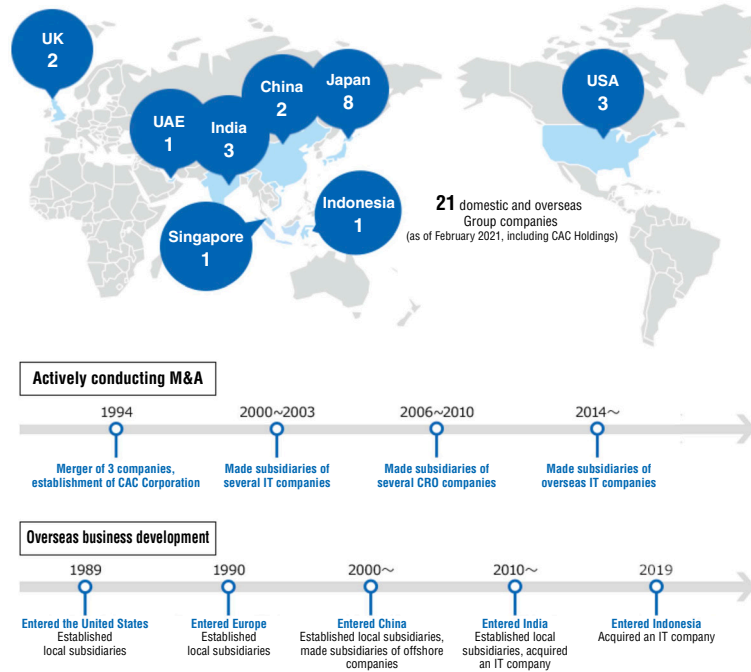 UK
2
UAE
1
India
3
China
2
Japan
8
USA
3
Singapore
1
Indonesia
1
21 domestic and overseas
Group companies
(as of February 2021, including CAC Holdings)
Actively conducting M&A
1994
Merger of 3 companies,
establishment of CAC Corporation
2000~2003
Made subsidiaries of
several IT companies
2006~2010
Made subsidiaries of
several CRO companies
2014～
Made subsidiaries of
overseas IT companies
Overseas business development
1989
Entered the United States
Established
local subsidiaries
1990
Entered Europe
Established
local subsidiaries
2000～
Entered China
Established local subsidiaries,
made subsidiaries of offshore
companies
2010～
Entered India
Established local
subsidiaries, acquired
an IT company
2019
Entered Indonesia
Acquired an IT company